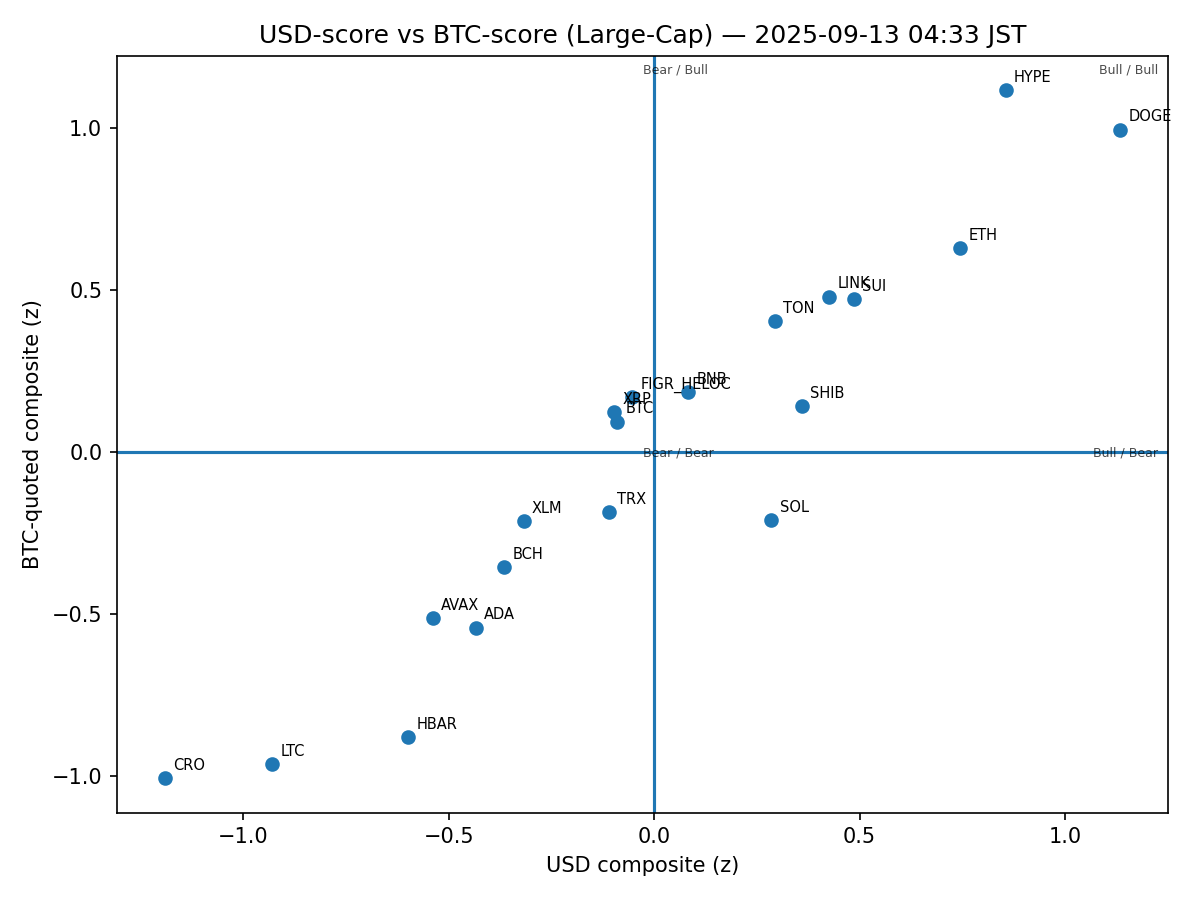 USD-score vs BTC-score (Large-Cap) — 2025-09-13 04:33 JST
Bear / Bull
Bull / Bull
HYPE
DOGE
ETH
LINK
SUI
TON
BNB
FIGR_HELOC
SHIB
XRP
BTC
Bear / Bear
Bull / Bear
TRX
XLM
SOL
BCH
AVAX
ADA
HBAR
LTC
CRO
1.0
0.5
0.0
−0.5
−1.0
BTC-quoted composite (z)
−1.0
−0.5
0.0
0.5
1.0
USD composite (z)